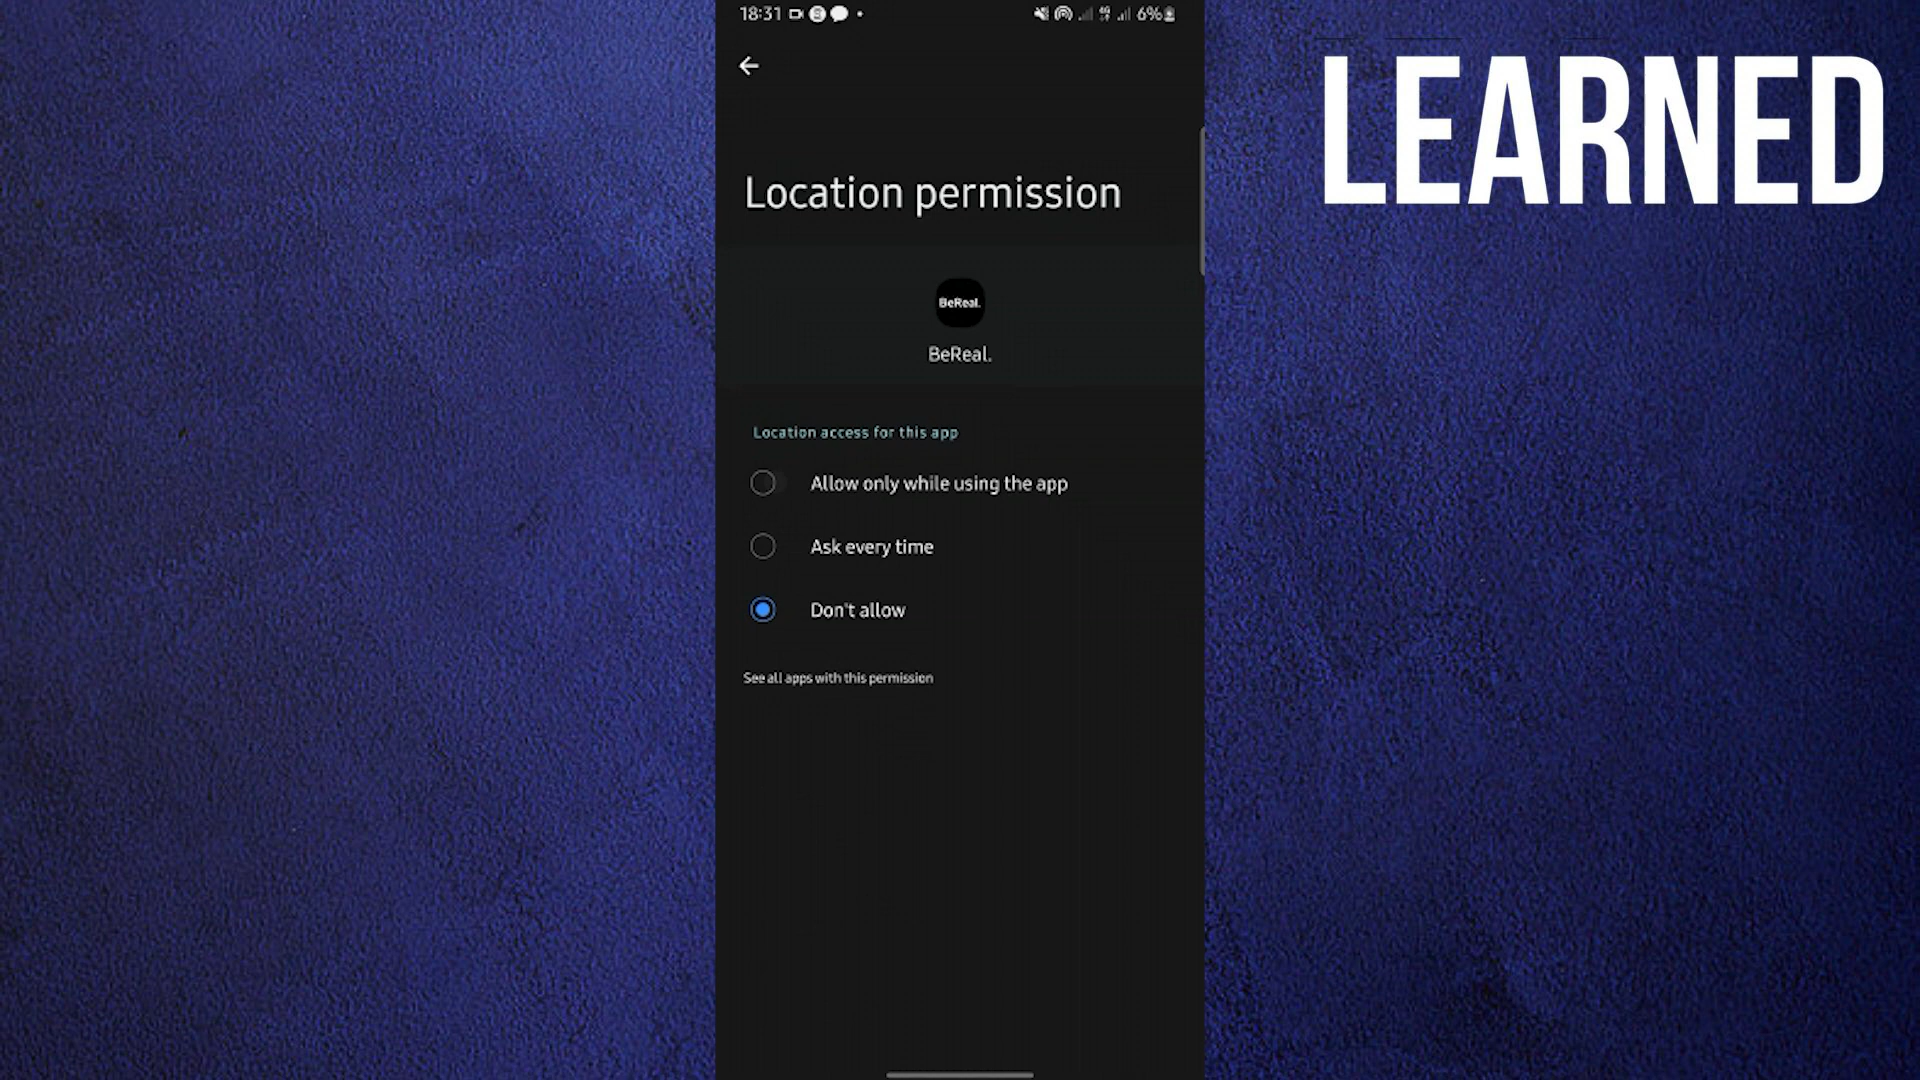 18:31
6%
LEARNED
Location permission
BeReal.
BeReal.
Location access for this app
Allow only while using the app
Ask every time
Don't allow
See all apps with this permission